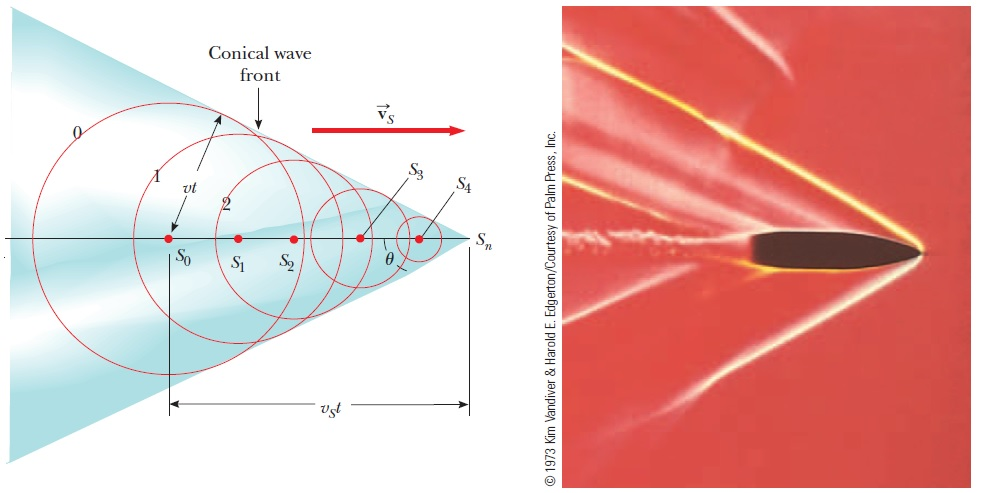 Conical wave
front
0
1
2
vt
v⃗S
S3
S4
S0
S1
S2
θ
Sn
vSt
© 1973 Kim Vandiver & Harold E. Edgerton/Courtesy of Palm Press, Inc.